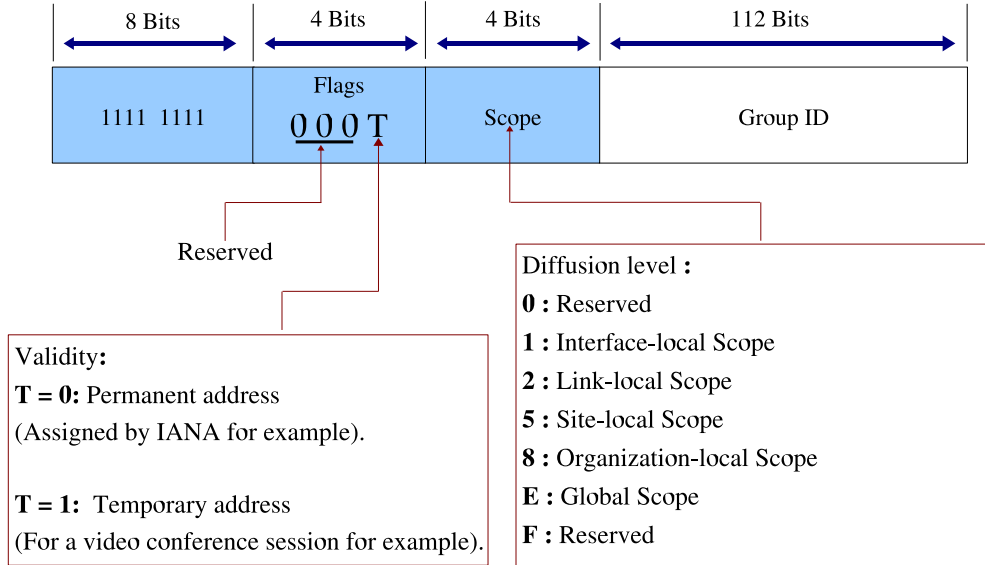 8 Bits
4 Bits
4 Bits
112 Bits
1111 1111
Flags
0 0 0 T
Scope
Group ID
Reserved
Validity:
T = 0: Permanent address
(Assigned by IANA for example).
T = 1: Temporary address
(For a video conference session for example).
Diffusion level :
0 : Reserved
1 : Interface-local Scope
2 : Link-local Scope
5 : Site-local Scope
8 : Organization-local Scope
E : Global Scope
F : Reserved